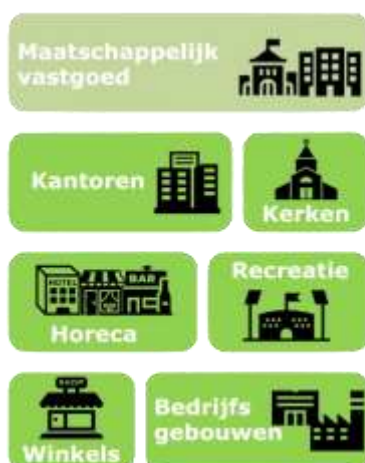 Maatschappelijk
vastgoed
Kantoren
Kerken
HOTEL
BAR
Horeca
Recreatie
SHOP
Winkels
Bedrijfs
gebouwen